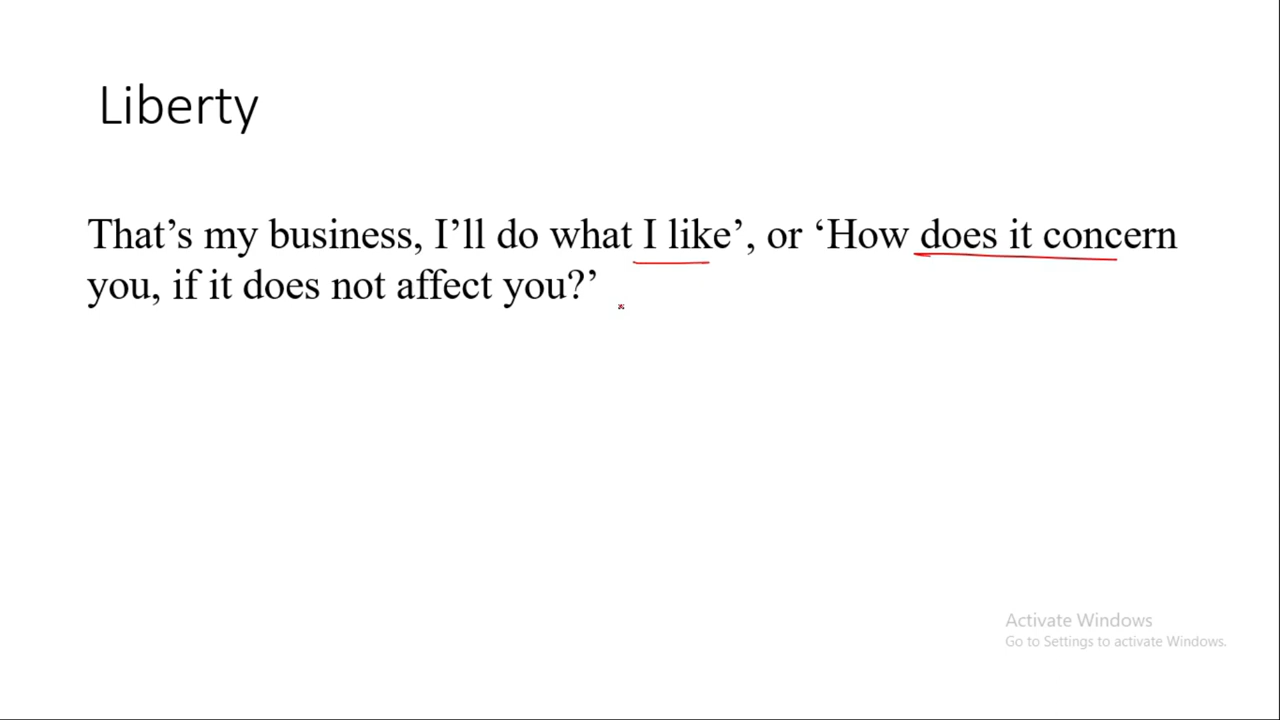 Liberty
That’s my business, I’ll do what I like’, or ‘How does it concern
you, if it does not affect you?’
Activate Windows
Go to Settings to activate Windows.